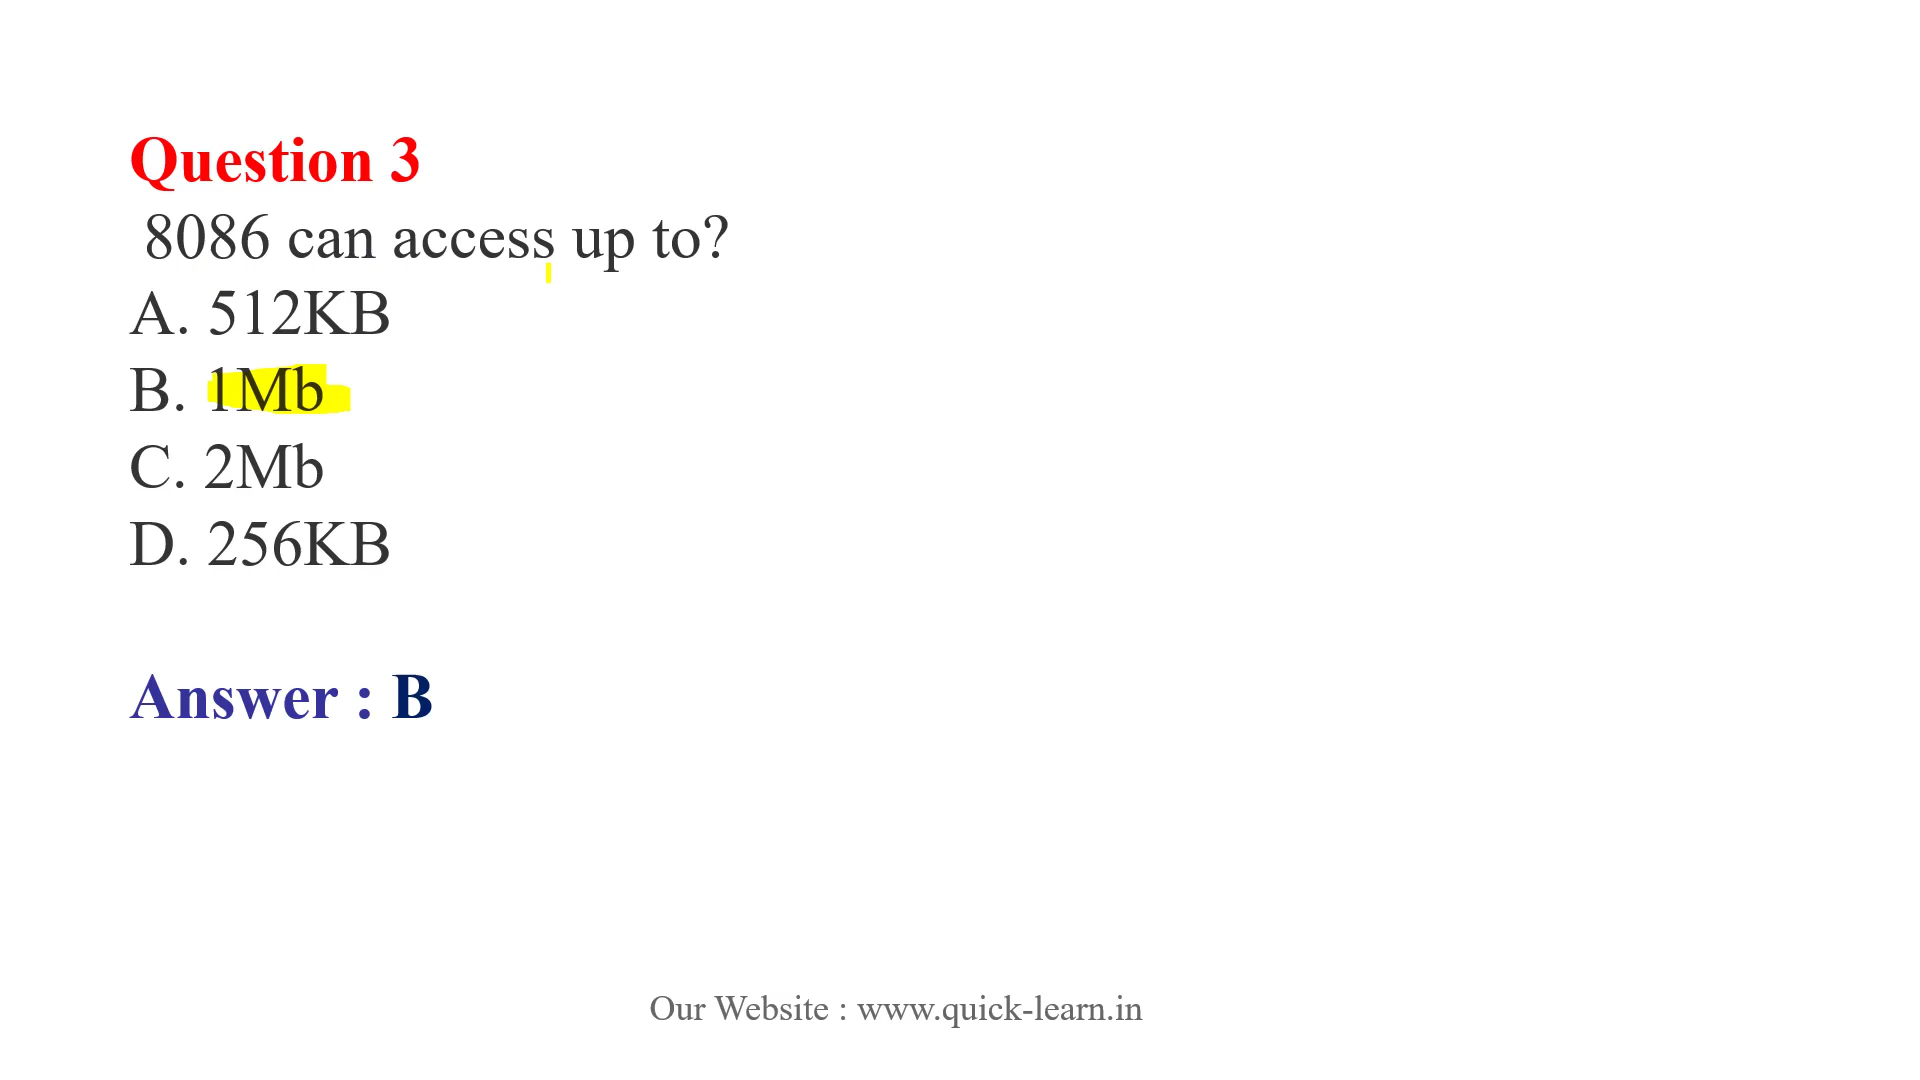 Question 3
8086 can access up to?
A. 512KB
B. 1Mb
C. 2Mb
D. 256KB
Answer : B
Our Website : www.quick-learn.in